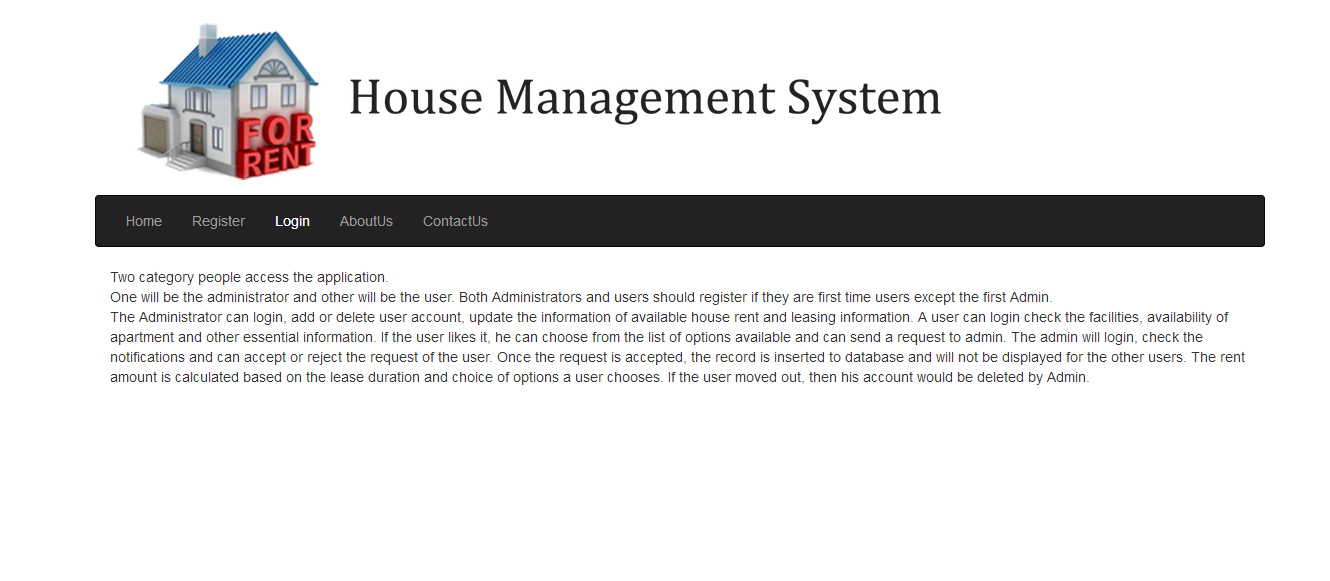 FOR
RENT
House Management System
Home Register Login AboutUs ContactUs
Two category people access the application.
One will be the administrator and other will be the user. Both Administrators and users should register if they are first time users except the first Admin.
The Administrator can login, add or delete user account, update the information of available house rent and leasing information. A user can login check the facilities, availability of
apartment and other essential information. If the user likes it, he can choose from the list of options available and can send a request to admin. The admin will login, check the
notifications and can accept or reject the request of the user. Once the request is accepted, the record is inserted to database and will not be displayed for the other users. The rent
amount is calculated based on the lease duration and choice of options a user chooses. If the user moved out, then his account would be deleted by Admin.